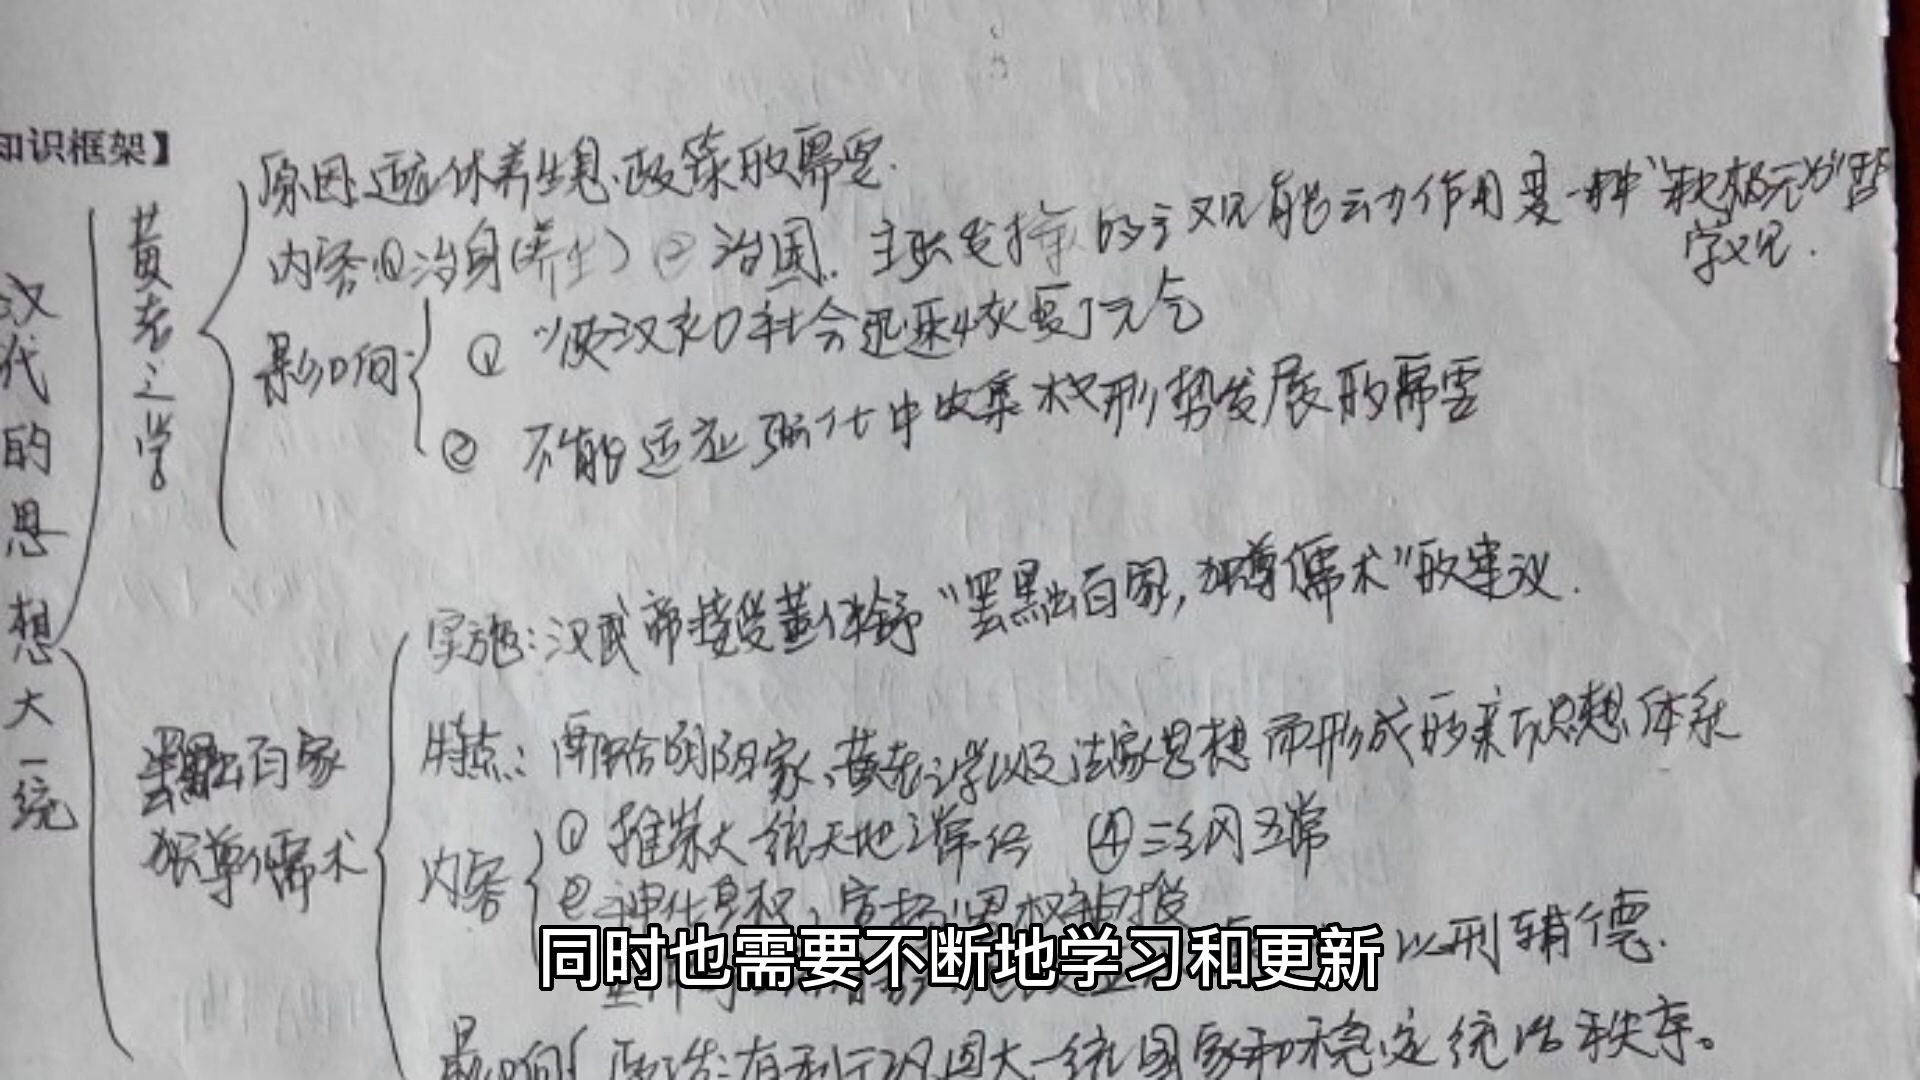 知识框架】
汉代的思想大一统
黄老之学
原因:适应休养生息政策的需要.
内容:①治身(养生) ②治国. 主张发挥人的主观能动作用是一种"积极无为"哲
学观.
影响:
① "使汉初社会迅速恢复了元气
② 不能适应强化中央集权形势发展的需要
罢黜百家
独尊儒术
实施:汉武帝接受董仲舒"罢黜百家,独尊儒术"的建议.
特点:兼融合阴阳家、黄老之学以及法家思想而形成的新的思想体系
内容
① 推崇大一统天地之常经 ④三纲五常
②神化皇权,宣扬"君权神授
以刑辅德.
同时也需要不断地学习和更新
影响 政治:有利于巩固大一统国家和稳定统治秩序。